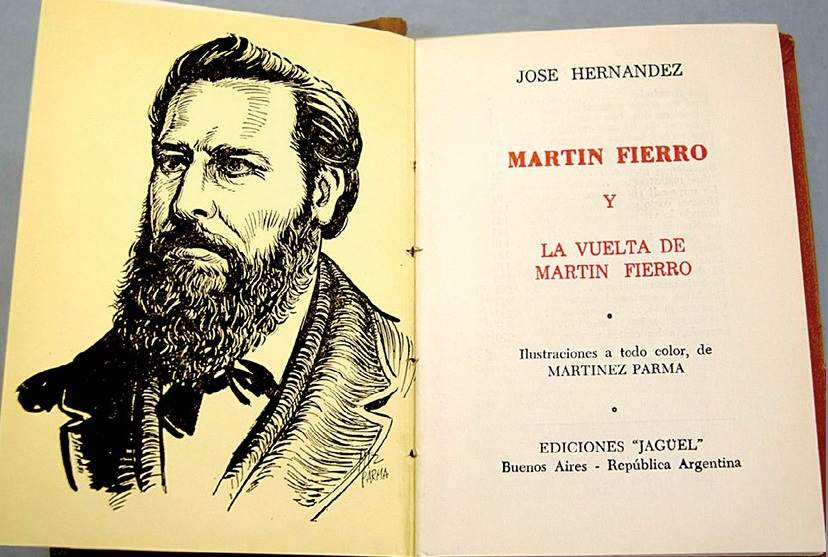 PARMA
JOSE HERNANDEZ
MARTIN FIERRO
Y
LA VUELTA DE
MARTIN FIERRO
Ilustraciones a todo color, de
MARTINEZ PARMA
EDICIONES "JAGÜEL"
Buenos Aires - República Argentina